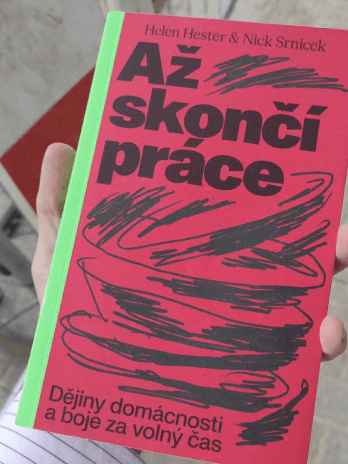 Helen Hester & Nick Srnicek
Až
skončí
práce
Dějiny domácnosti
a boje za volný čas